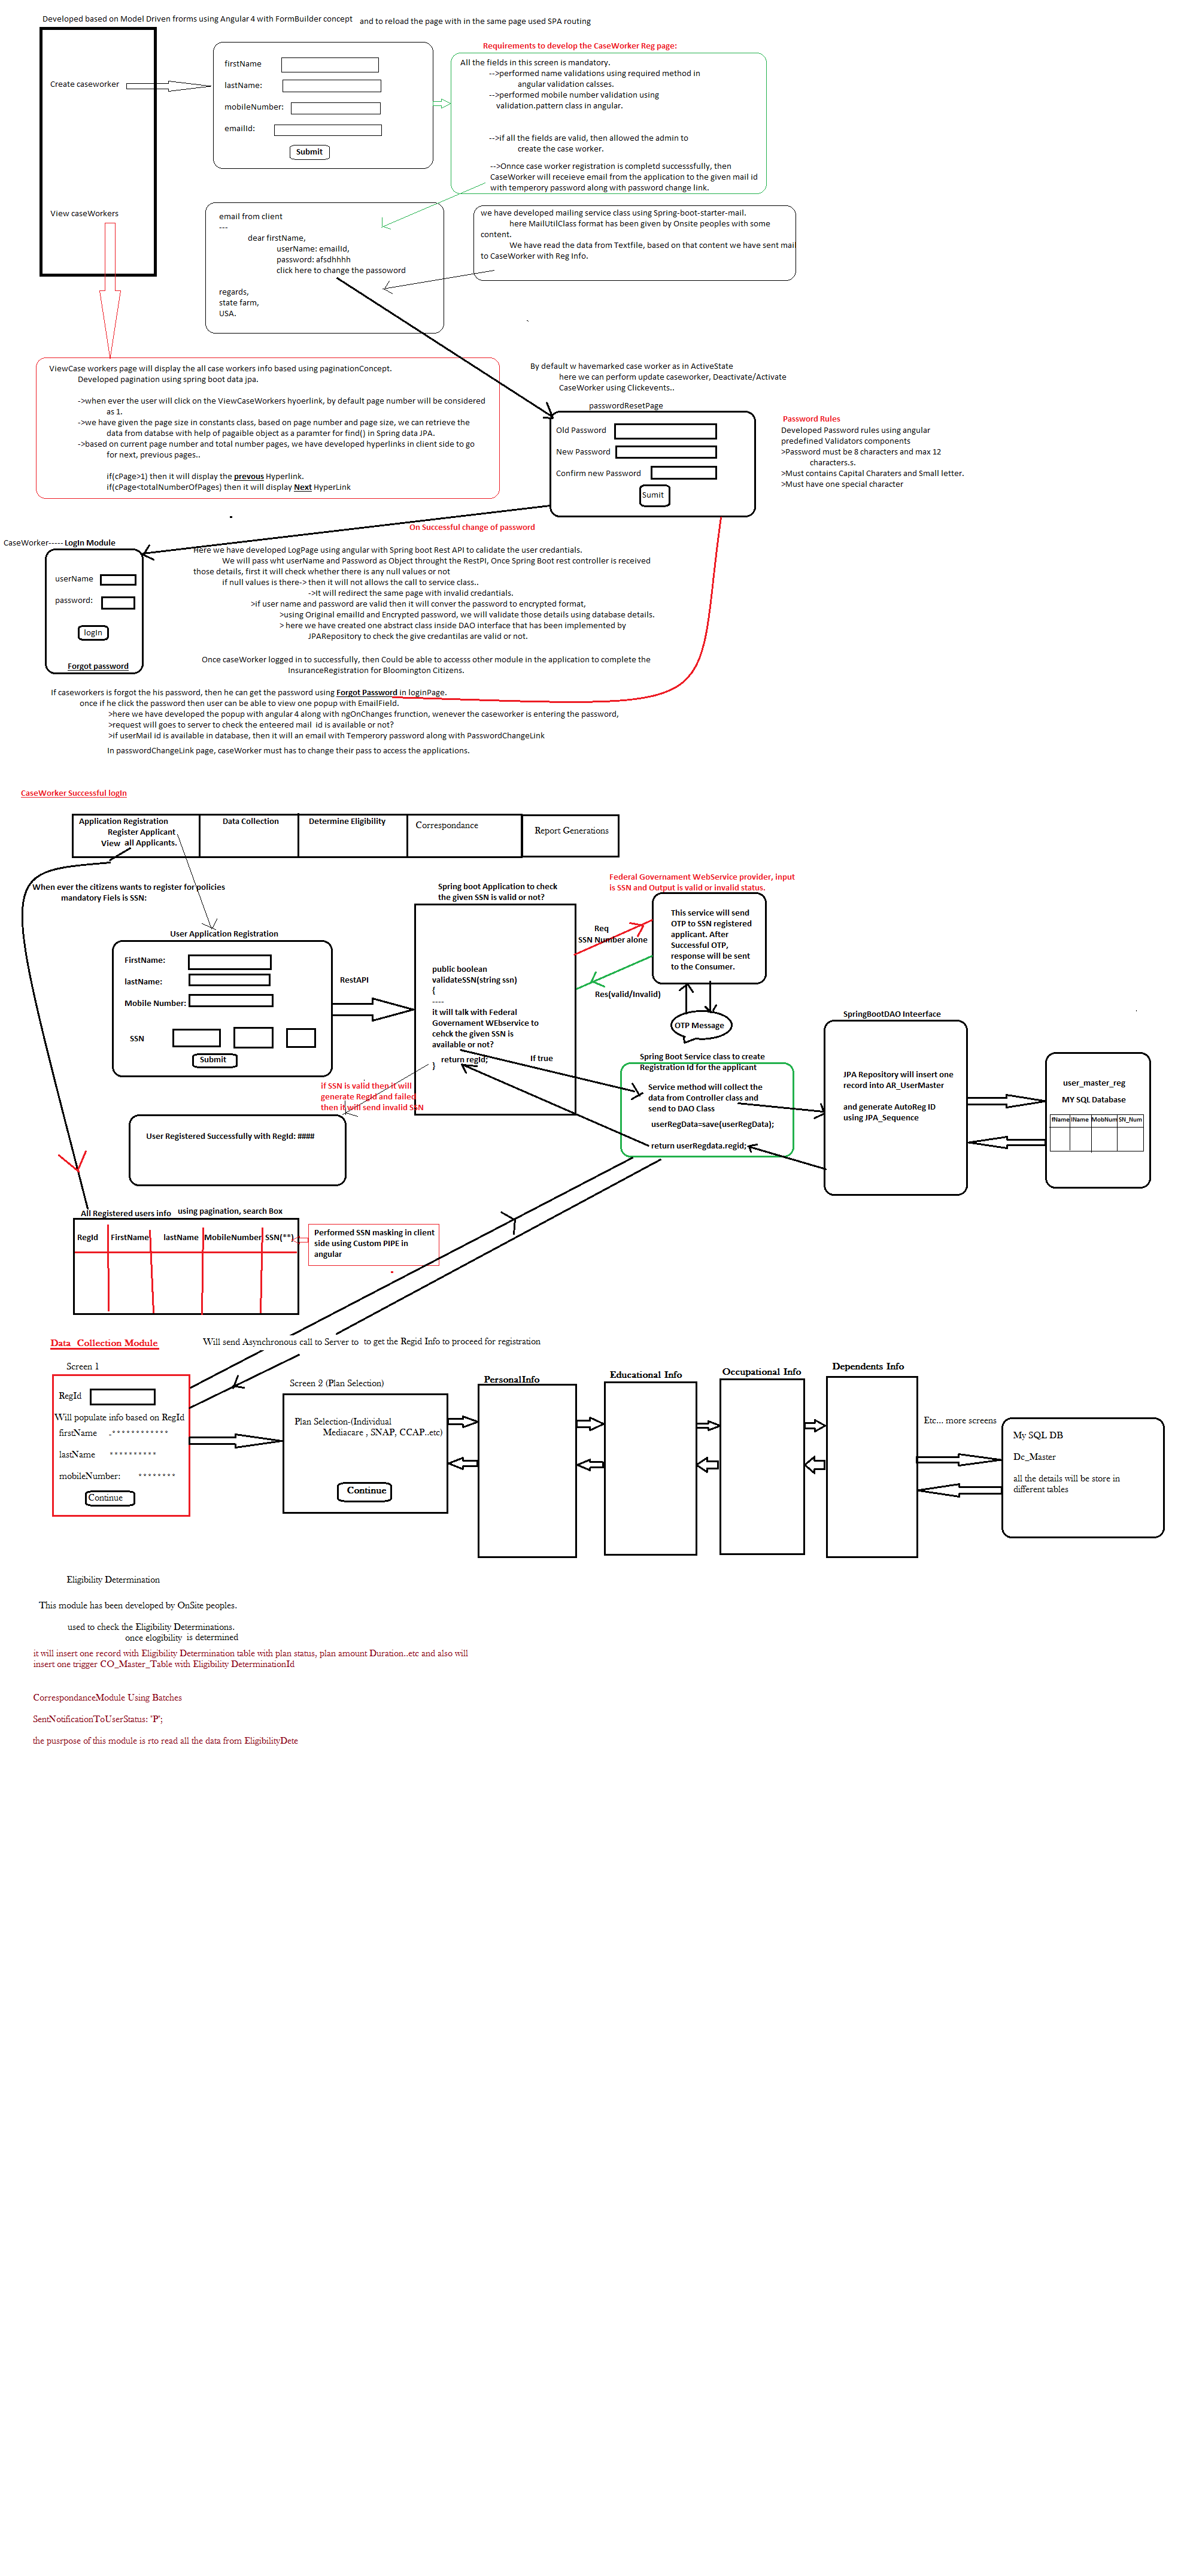 Developed based on Model Driven frorms using Angular 4 with FormBuilder concept and to reload the page with in the same page used SPA routing
Create caseworker
View caseWorkers
firstName
lastName:
mobileNumber:
emailId:
Submit
Requirements to develop the CaseWorker Reg page:
All the fields in this screen is mandatory.
-->performed name validations using required method in
angular validation calsses.
-->performed mobile number validation using
validation.pattern class in angular.
-->if all the fields are valid, then allowed the admin to
create the case worker.
-->Onnce case worker registration is completd successsfully, then
CaseWorker will receieve email from the application to the given mail id
with temperory password along with password change link.
email from client
---
dear firstName,
userName: emailId,
password: afsdhhhh
click here to change the passoword
regards,
state farm,
USA.
we have developed mailing service class using Spring-boot-starter-mail.
here MailUtilClass format has been given by Onsite peoples with some
content.
We have read the data from Textfile, based on that content we have sent mail
to CaseWorker with Reg Info.
ViewCase workers page will display the all case workers info based using paginationConcept.
Developed pagination using spring boot data jpa.
->when ever the user will click on the ViewCaseWorkers hyoerlink, by default page number will be considered
as 1.
->we have given the page size in constants class, based on page number and page size, we can retrieve the
data from databse with help of pagaible object as a paramter for find() in Spring data JPA.
->based on current page number and total number pages, we have developed hyperlinks in client side to go
for next, previous pages..
if(cPage>1) then it will display the prevous Hyperlink.
if(cPage<totalNumberOfPages) then it will display Next HyperLink
By default w havemarked case worker as in ActiveState
here we can perform update caseworker, Deactivate/Activate
CaseWorker using Clickevents..
passwordResetPage
Old Password
New Password
Confirm new Password
Sumit
Password Rules
Developed Password rules using angular
predefined Validators components
>Password must be 8 characters and max 12
characters.s.
>Must contains Capital Charaters and Small letter.
>Must have one special character
On Successful change of password
CaseWorker----- LogIn Module
userName
password:
login
Forgot password
Here we have developed LogPage using angular with Spring boot Rest API to calidate the user credentials.
We will pass wht userName and Password as Object throught the RestPI, Once Spring Boot rest controller is received
those details, first it will check whether there is any null values or not
if null values is there-> then it will not allows the call to service class..
->It will redirect the same page with invalid credantials.
>if user name and password are valid then it will conver the password to encrypted format,
>using Original emailId and Encrypted password, we will validate those details using database details.
> here we have created one abstract class inside DAO interface that has been implemented by
JPARepository to check the give credantilas are valid or not.
Once caseWorker logged in to successfully, then Could be able to accesss other module in the application to complete the
InsuranceRegistration for Bloomington Citizens.
If caseworkers is forgot the his password, then he can get the password using Forgot Password in loginPage.
once if he click the password then user can be able to view one popup with EmailField.
>here we have developed the popup with angular 4 along with ngOnChanges frunction, wenever the caseworker is entering the password,
>request will goes to server to check the enteered mail id is available or not?
>if userMail id is available in database, then it will an email with Temperory password along with PasswordChangeLink
In passwordChangeLink page, caseWorker must has to change their pass to access the applications.
CaseWorker Successful logIn
Application Registration
Register Applicant
View all Applicants.
Data Collection
Determine Eligibility
Correspondance
Report Generations
When ever the citizens wants to register for policies
mandatory Fiels is SSN:
User Application Registration
FirstName:
lastName:
Mobile Number:
SSN
Submit
RestAPI
Spring boot Application to check
the given SSN is valid or not?
public boolean
validateSSN(string ssn)
{
----
it will talk with Federal
Governament WEbservice to
cehck the given SSN is
available or not?
return regId;
}
Federal Governament WebService provider, input
is SSN and Output is valid or invalid status.
Req
SSN Number alone
Res(valid/Invalid)
This service will send
OTP to SSN registered
applicant. After
Successful OTP,
response will be sent
to the Consumer.
OTP Message
If true
Spring Boot Service class to create
Registration Id for the applicant
Service method will collect the
data from Controller class and
send to DAO Class
userRegData=save(userRegData);
return userRegdata.regid;
SpringBootDAO Inteerface
JPA Repository will insert one
record into AR_UserMaster
and generate AutoReg ID
using JPA_Sequence
user_master_reg
MY SQl Database
fName lName MobNum SN_Num
if SSN is valid then it will
generate RegId and failed
then it will send invalid SSN
User Registered Successfully with RegId: ####
All Registered users info using pagination, search Box
RegId FirstName lastName MobileNumber SSN(**)
Performed SSN masking in client
side using Custom PIPE in
angular
Data Collection Module
Will send Asynchronous call to Server to to get the Regid Info to proceed for registration
Screen 1
RegId
Will populate info based on RegId
firstName -************
lastName **********
mobileNumber: ********
Continue
Screen 2 (Plan Selection)
Plan Selection-(Individual
Mediacare , SNAP, CCAP..etc)
Continue
PersonalInfo
Educational Info
Occupational Info
Dependents Info
Etc... more screens
My SQL DB
Dc_Master
all the details will be store in
different tables
Eligibility Determination
This module has been developed by OnSite peoples.
used to check the Eligibility Determinations.
once elogibility is determined
it will insert one record with Eligibility Determination table with plan status, plan amount Duration..etc and also will
insert one trigger CO_Master_Table with Eligibility DeterminationId
CorrespondanceModule Using Batches
SentNotificationToUserStatus: "P";
the pusrpose of this module is rto read all the data from EligibilityDete